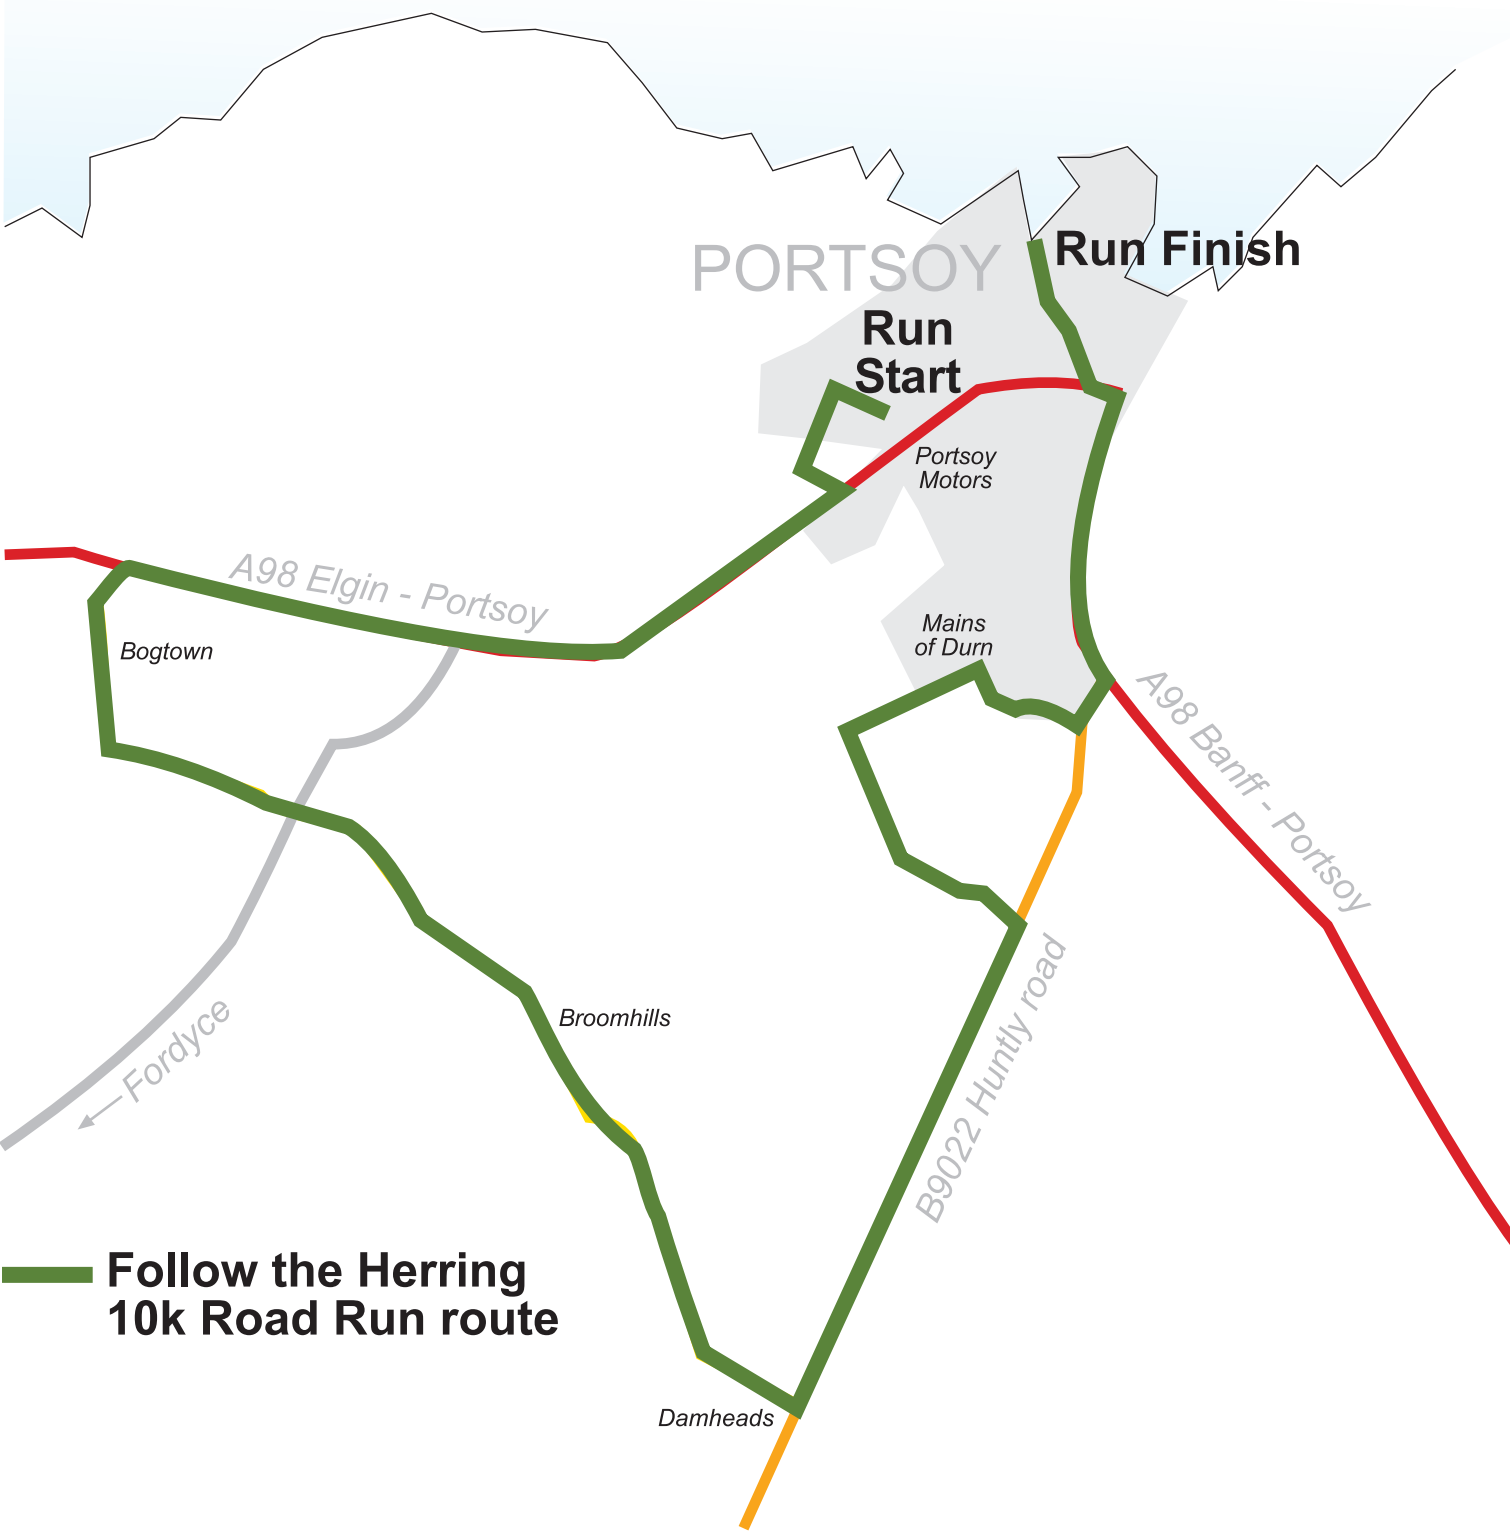 PORTSOY
Run Finish
Run
Start
Portsoy
Motors
A98 Elgin - Portsoy
Bogtown
Mains
of Durn
A98 Banff - Portsoy
Fordyce
Broomhills
B9022 Huntly road
Follow the Herring
10k Road Run route
Damheads